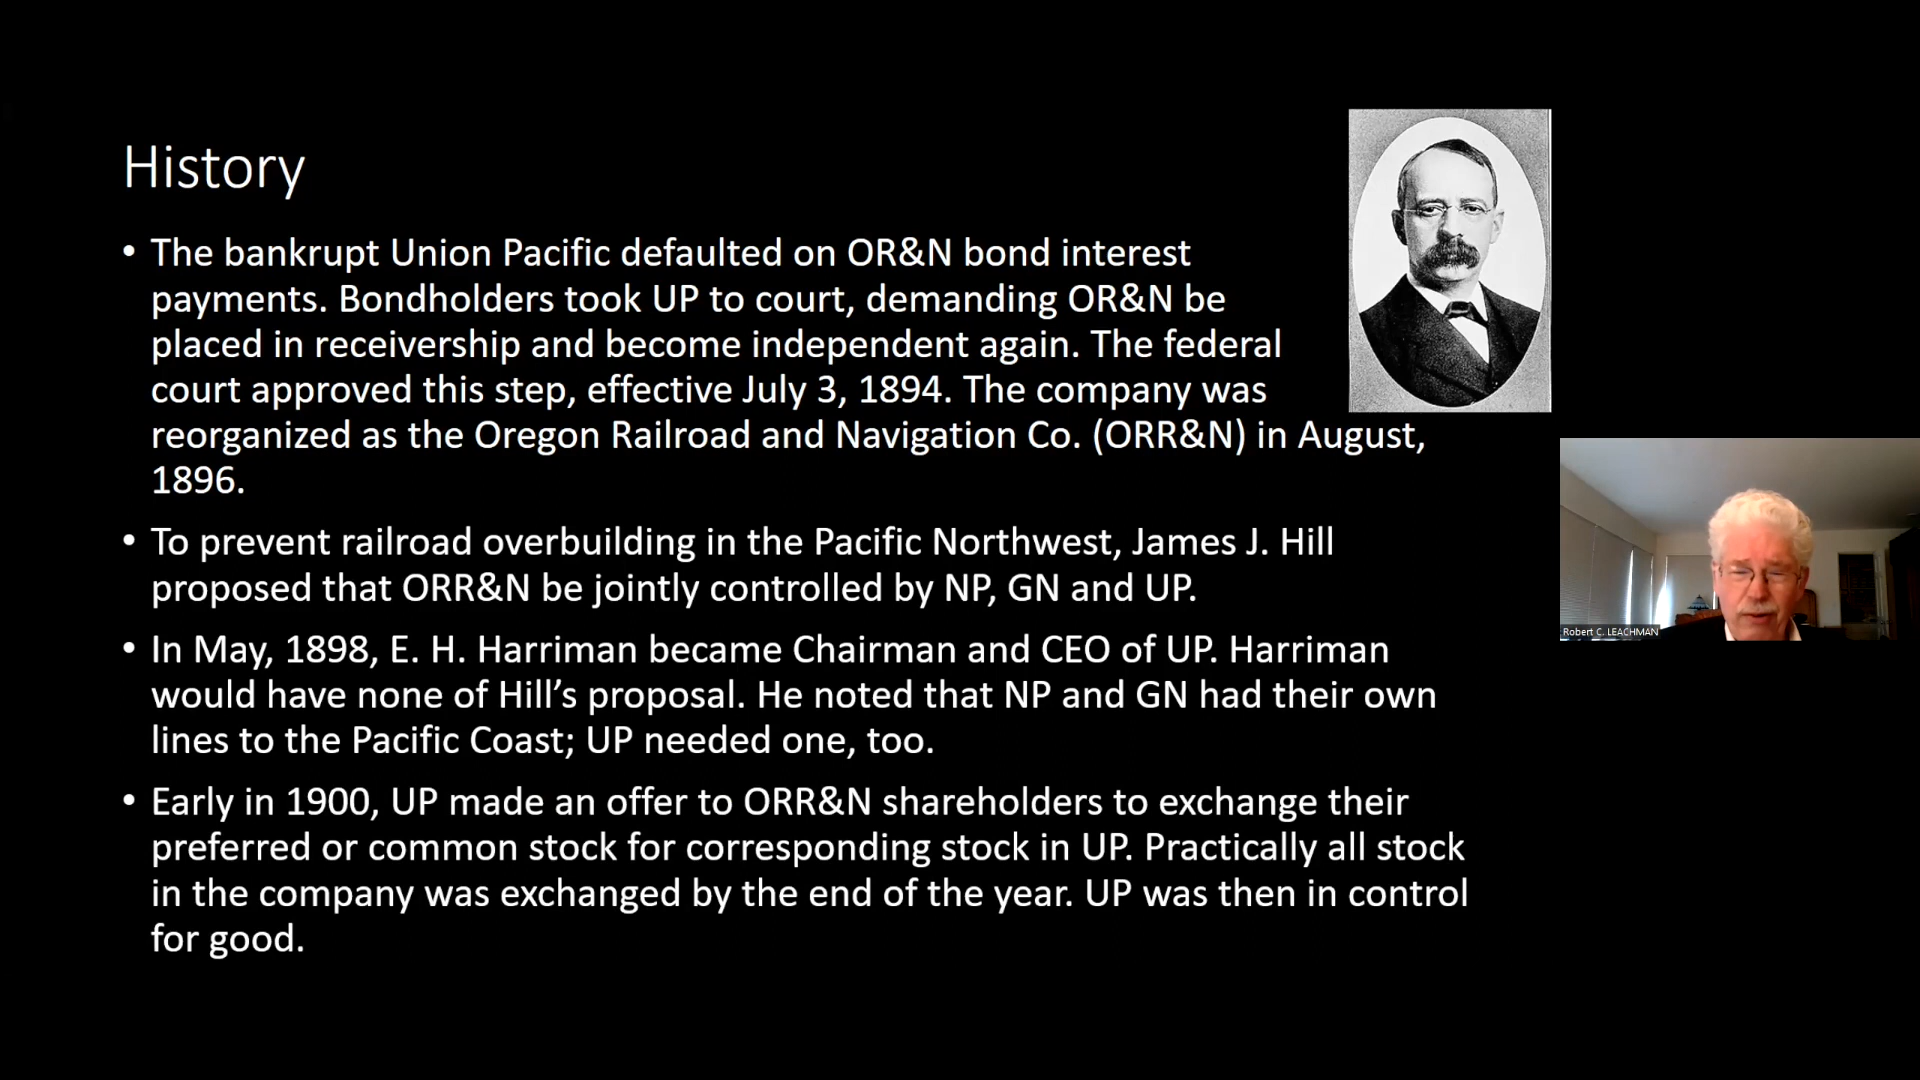 History
• The bankrupt Union Pacific defaulted on OR&N bond interest
payments. Bondholders took UP to court, demanding OR&N be
placed in receivership and become independent again. The federal
court approved this step, effective July 3, 1894. The company was
reorganized as the Oregon Railroad and Navigation Co. (ORR&N) in August,
1896.
• To prevent railroad overbuilding in the Pacific Northwest, James J. Hill
proposed that ORR&N be jointly controlled by NP, GN and UP.
• In May, 1898, E. H. Harriman became Chairman and CEO of UP. Harriman
would have none of Hill’s proposal. He noted that NP and GN had their own
lines to the Pacific Coast; UP needed one, too.
• Early in 1900, UP made an offer to ORR&N shareholders to exchange their
preferred or common stock for corresponding stock in UP. Practically all stock
in the company was exchanged by the end of the year. UP was then in control
for good.
Robert C. LEACHMAN